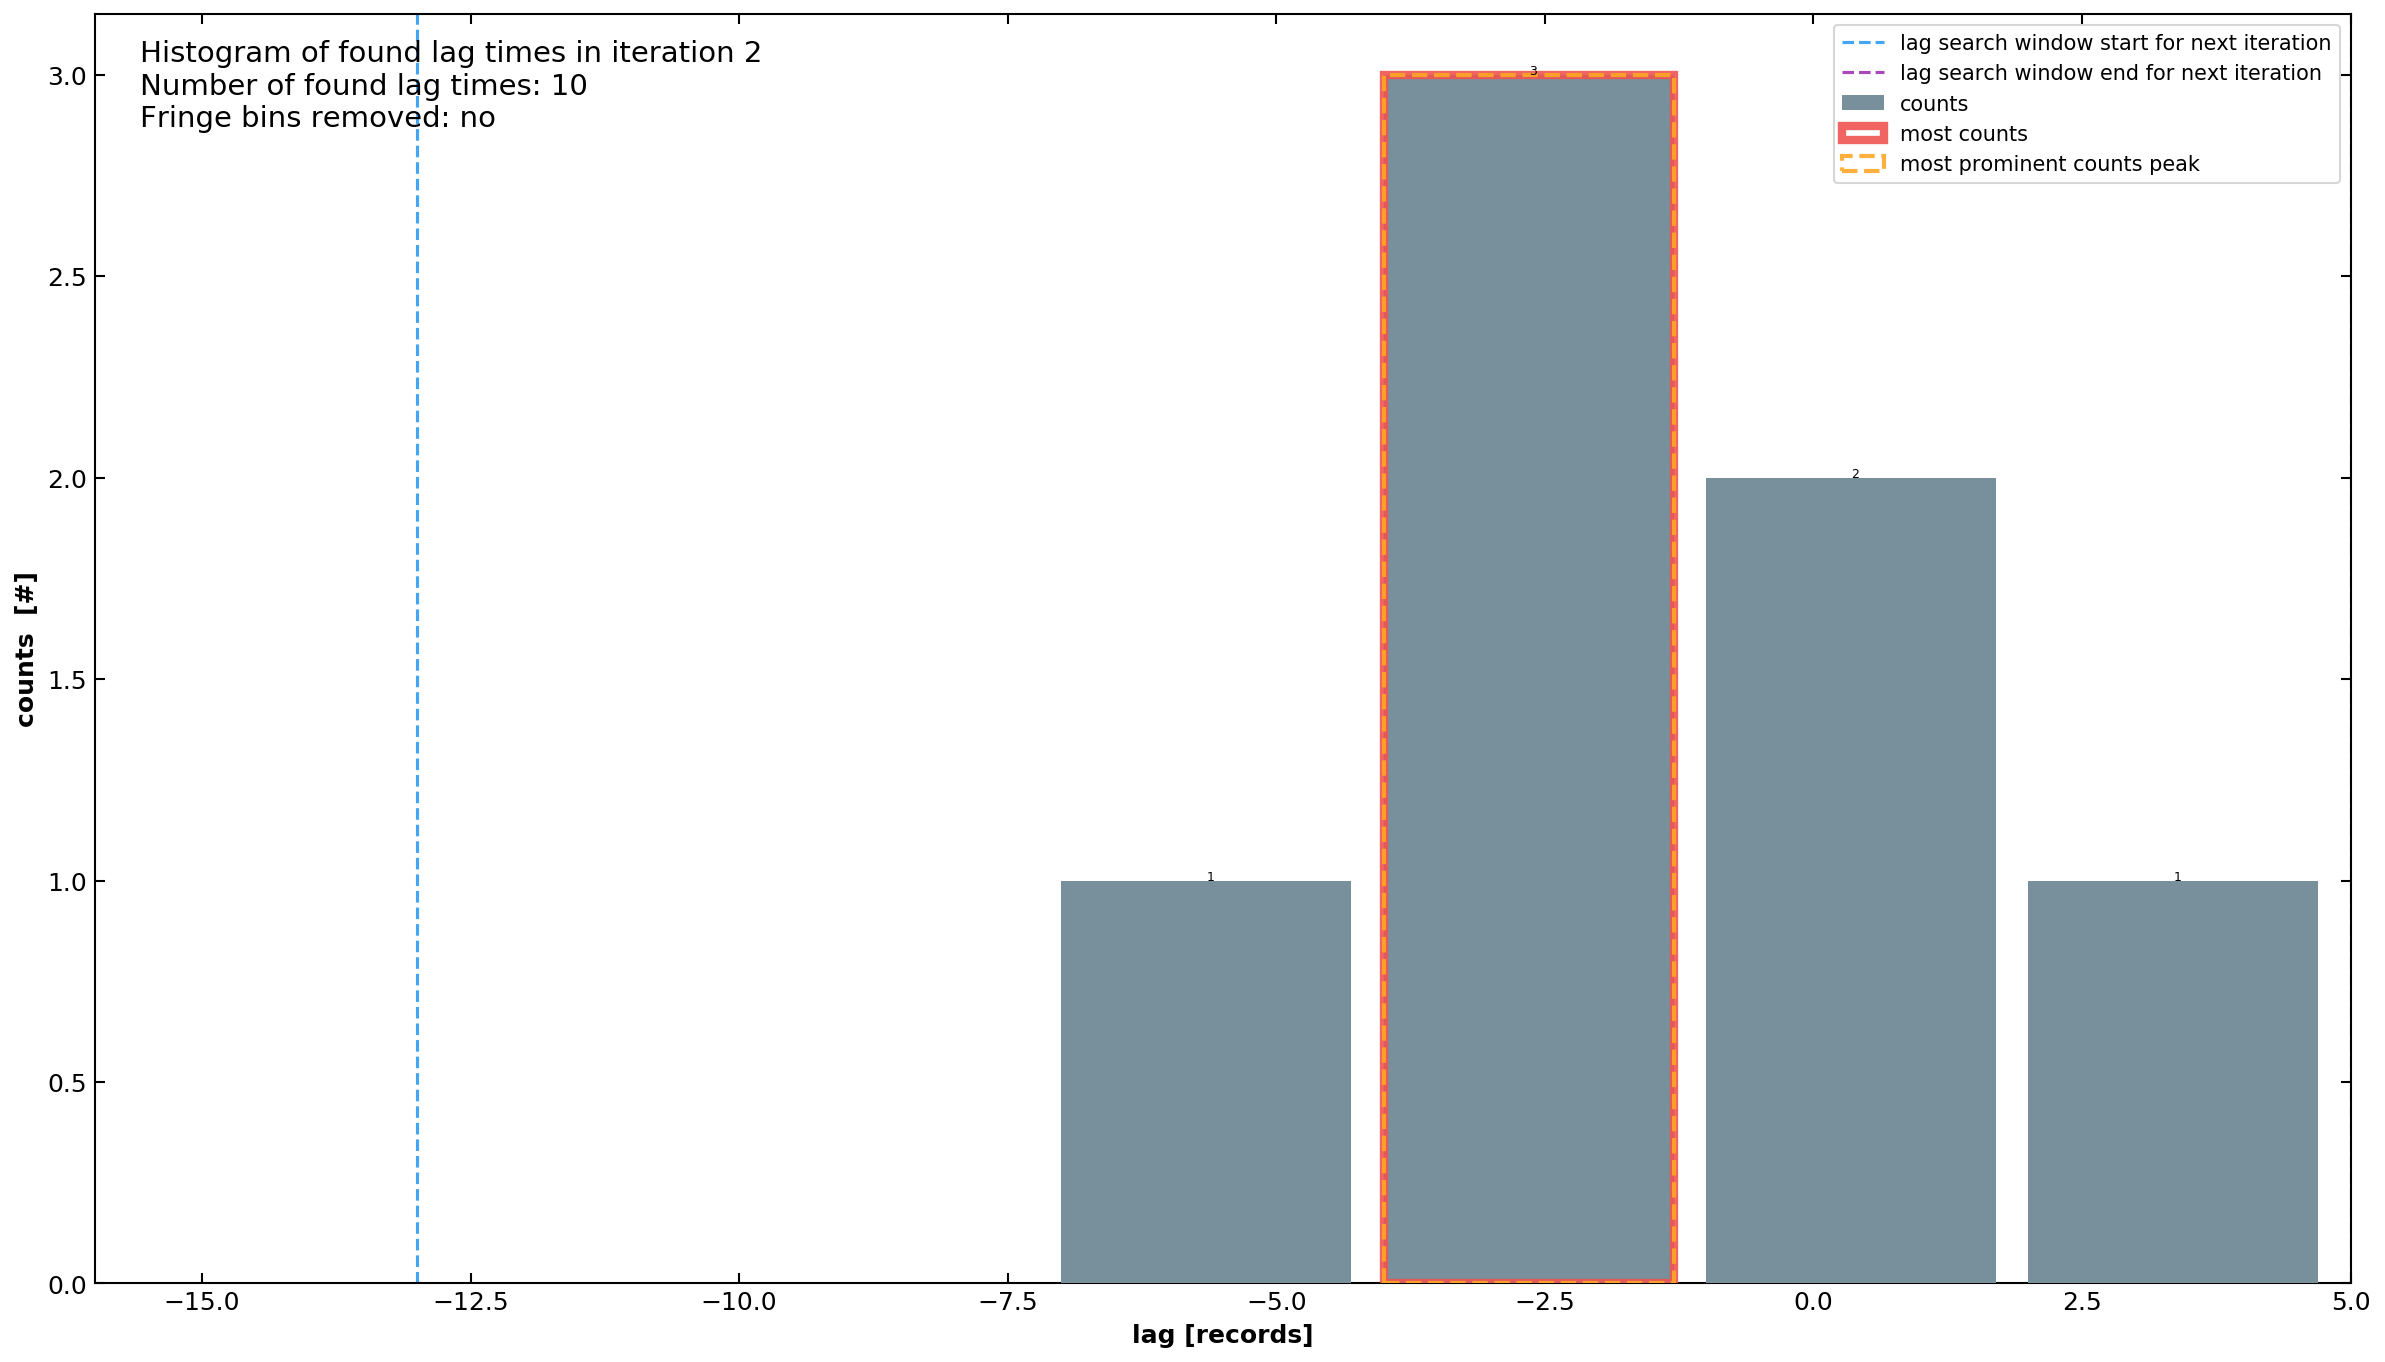 Histogram of found lag times in iteration 2
Number of found lag times: 10
Fringe bins removed: no
lag search window start for next iteration
lag search window end for next iteration
counts
most counts
most prominent counts peak
3
2
1
1
counts [#]
3.0
2.5
2.0
1.5
1.0
0.5
0.0
−15.0 −12.5 −10.0 −7.5 −5.0 −2.5 0.0 2.5 5.0
lag [records]